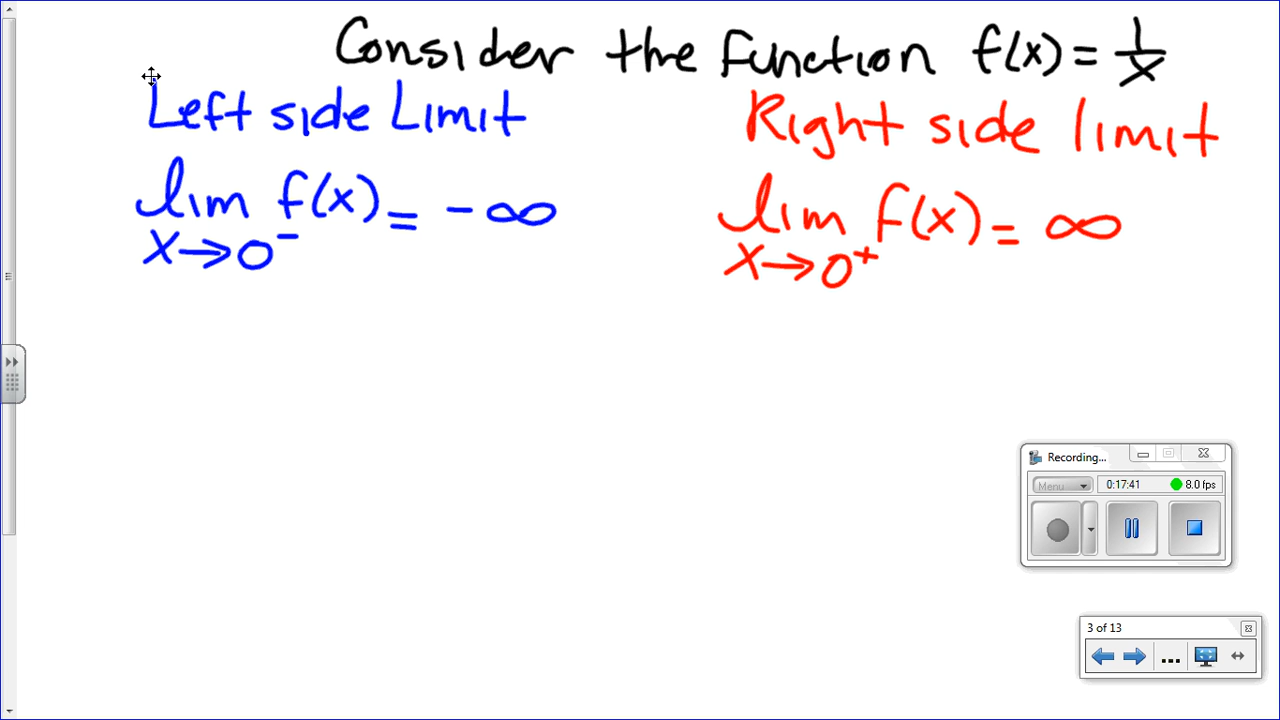 Consider the function f(x) = 1/x
Left side Limit
lim f(x) = -∞
x→0⁻
Right side limit
lim f(x) = ∞
x→0⁺
Recording...
Menu
0:17:41
8.0 fps
3 of 13
...